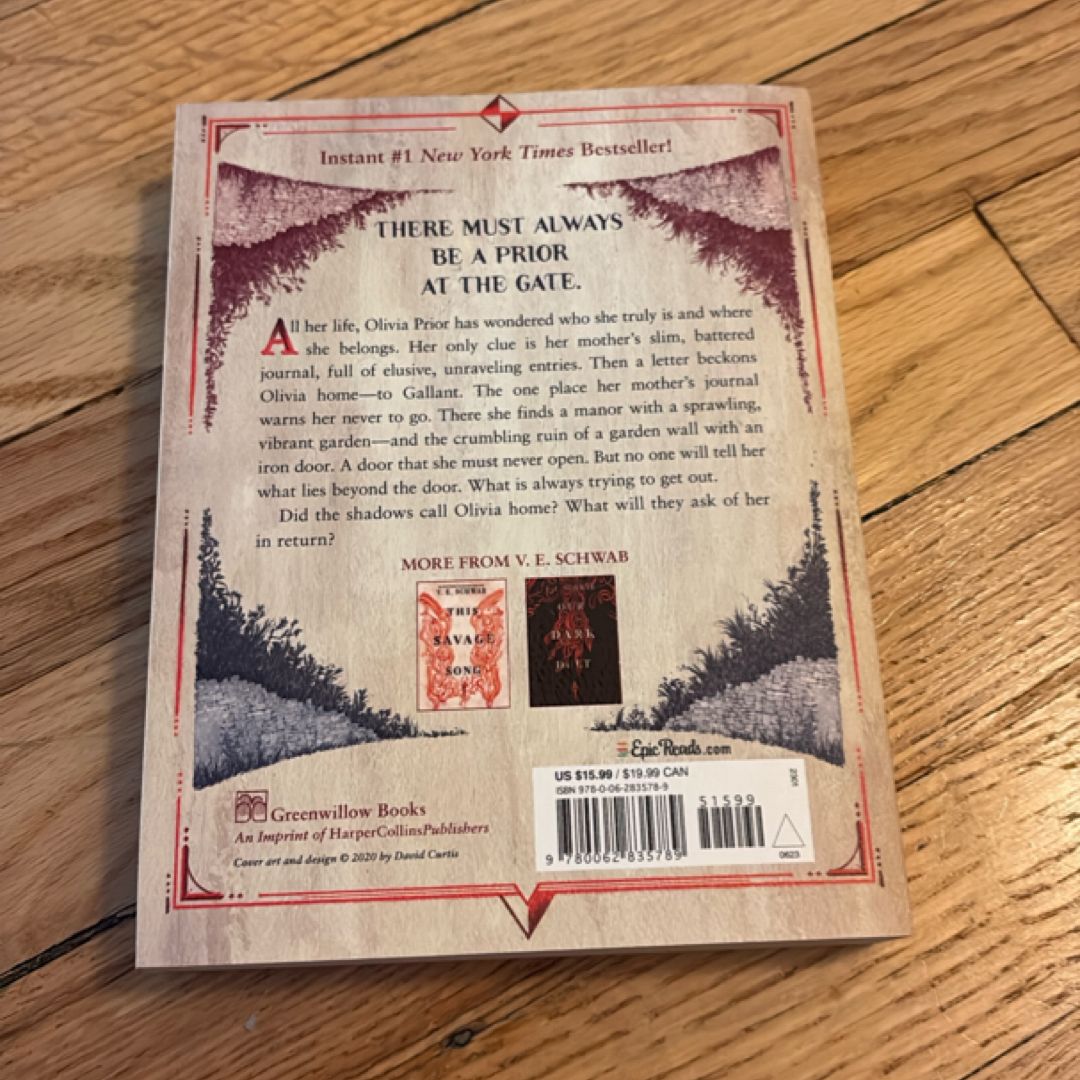 Instant #1 New York Times Bestseller!
THERE MUST ALWAYS
BE A PRIOR
AT THE GATE.
All her life, Olivia Prior has wondered who she truly is and where
she belongs. Her only clue is her mother's slim, battered
journal, full of elusive, unraveling entries. Then a letter beckons
Olivia home—to Gallant. The one place her mother's journal
warns her never to go. There she finds a manor with a sprawling,
vibrant garden—and the crumbling ruin of a garden wall with an
iron door. A door that she must never open. But no one will tell her
what lies beyond the door. What is always trying to get out.
Did the shadows call Olivia home? What will they ask of her
in return?
MORE FROM V. E. SCHWAB
V. E. SCHWAB
THIS
SAVAGE
SONG
OUR
DARK
DUET
EpicReads.com
US $15.99 / $19.99 CAN
ISBN 978-0-06-283578-9
51599
9 780062 835789
2301
0623
Greenwillow Books
An Imprint of HarperCollinsPublishers
Cover art and design © 2020 by David Curtis